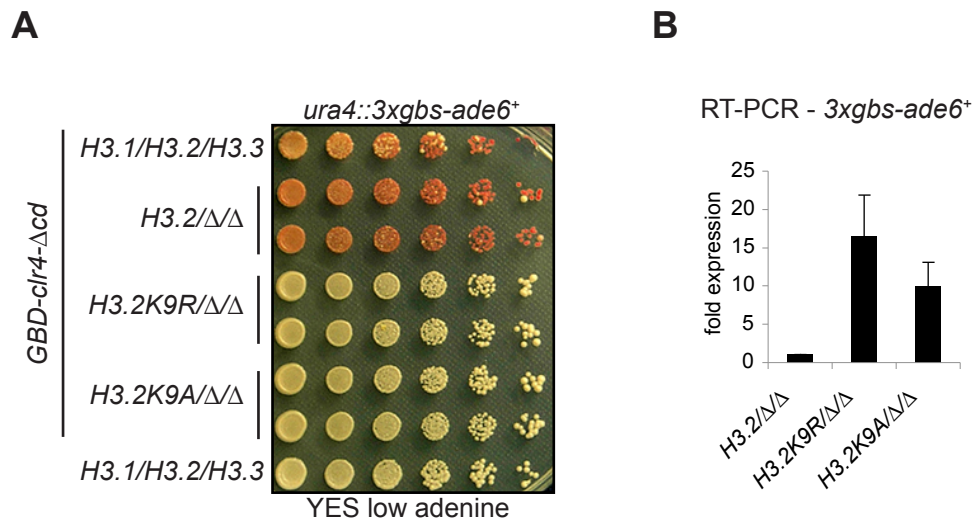 A
ura4::3xgbs-ade6+
GBD-clr4-Δcd
H3.1/H3.2/H3.3
H3.2/Δ/Δ
H3.2K9R/Δ/Δ
H3.2K9A/Δ/Δ
H3.1/H3.2/H3.3
YES low adenine
B
RT-PCR - 3xgbs-ade6+
fold expression
25
20
15
10
5
0
H3.2/Δ/Δ
H3.2K9R/Δ/Δ
H3.2K9A/Δ/Δ